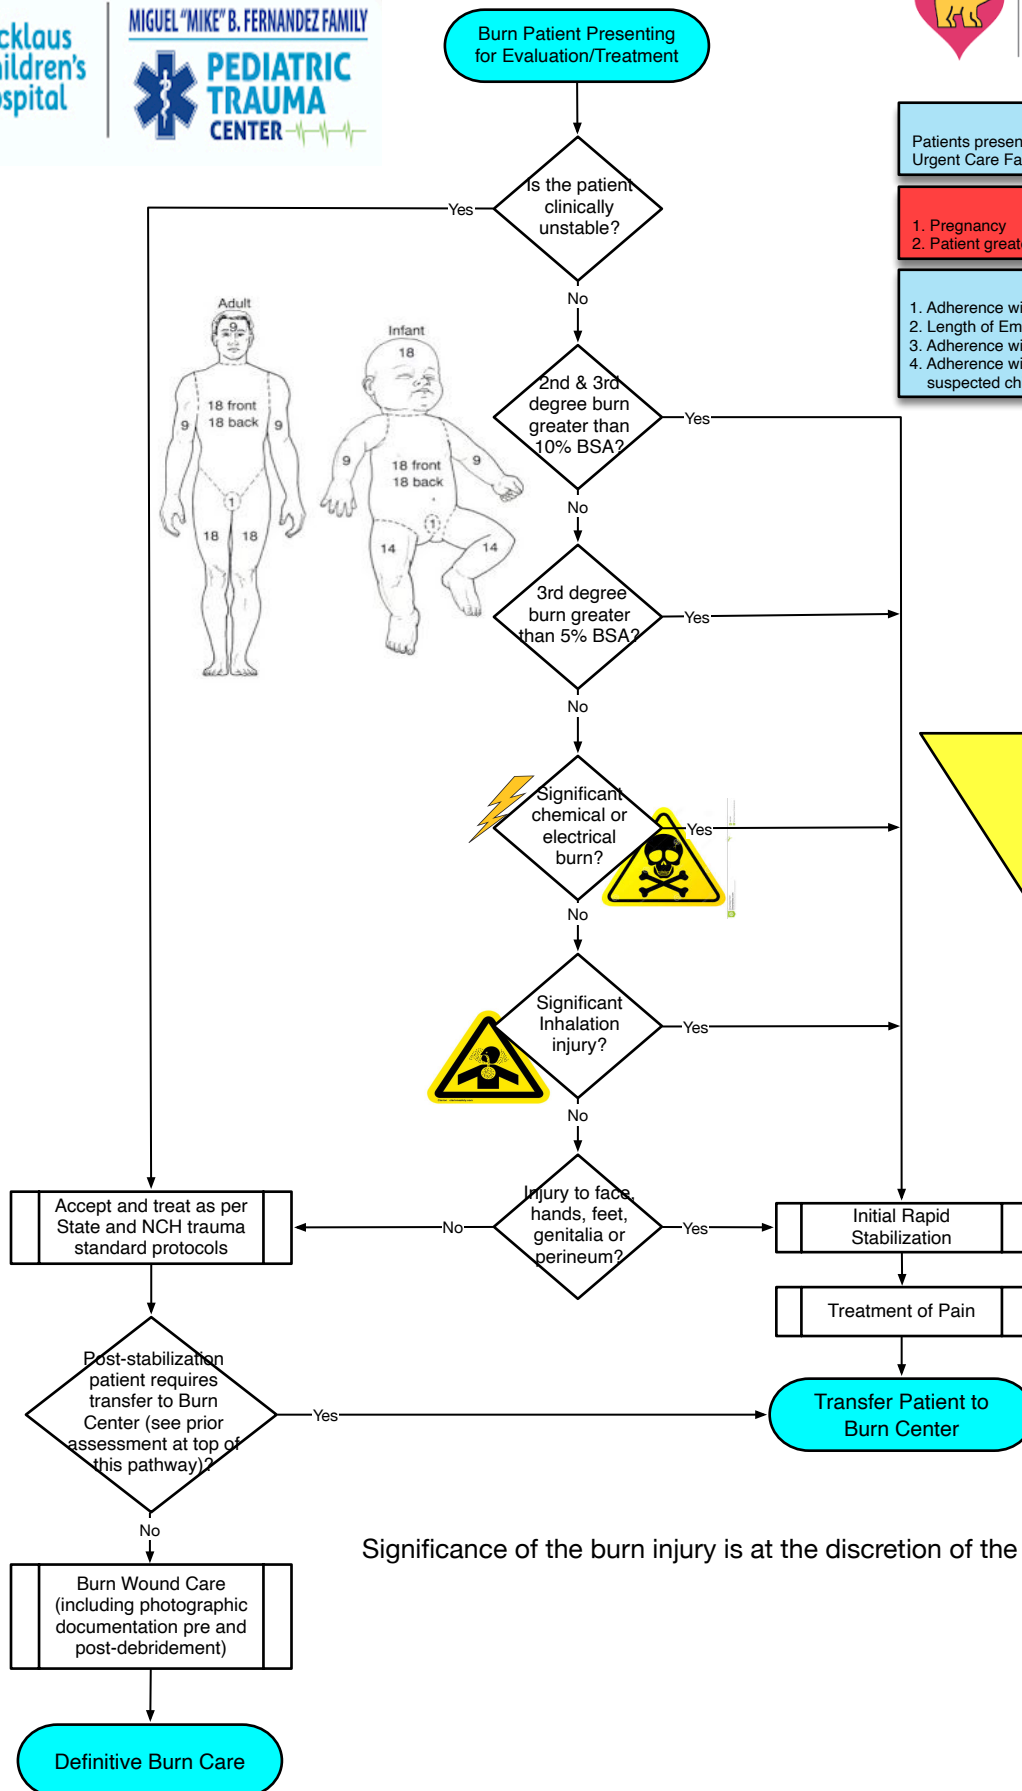 cklaus
hildren's
ospital
MIGUEL "MIKE" B. FERNANDEZ FAMILY
PEDIATRIC
TRAUMA
CENTER
Burn Patient Presenting
for Evaluation/Treatment
Patients presen
Urgent Care Fa
1. Pregnancy
2. Patient greate
1. Adherence wi
2. Length of Em
3. Adherence wi
4. Adherence wi
suspected ch
Is the patient
clinically
unstable?
Yes
No
Adult
9
18 front
18 back
9
9
1
18
18
Infant
18
9
18 front
18 back
9
1
14
14
2nd & 3rd
degree burn
greater than
10% BSA?
Yes
No
3rd degree
burn greater
than 5% BSA?
Yes
No
Significant
chemical or
electrical
burn?
Yes
No
Significant
Inhalation
injury?
Yes
No
Injury to face,
hands, feet,
genitalia or
perineum?
No
Yes
Accept and treat as per
State and NCH trauma
standard protocols
Initial Rapid
Stabilization
Treatment of Pain
Post-stabilization
patient requires
transfer to Burn
Center (see prior
assessment at top of
this pathway)?
Yes
Transfer Patient to
Burn Center
No
Significance of the burn injury is at the discretion of the
Burn Wound Care
(including photographic
documentation pre and
post-debridement)
Definitive Burn Care